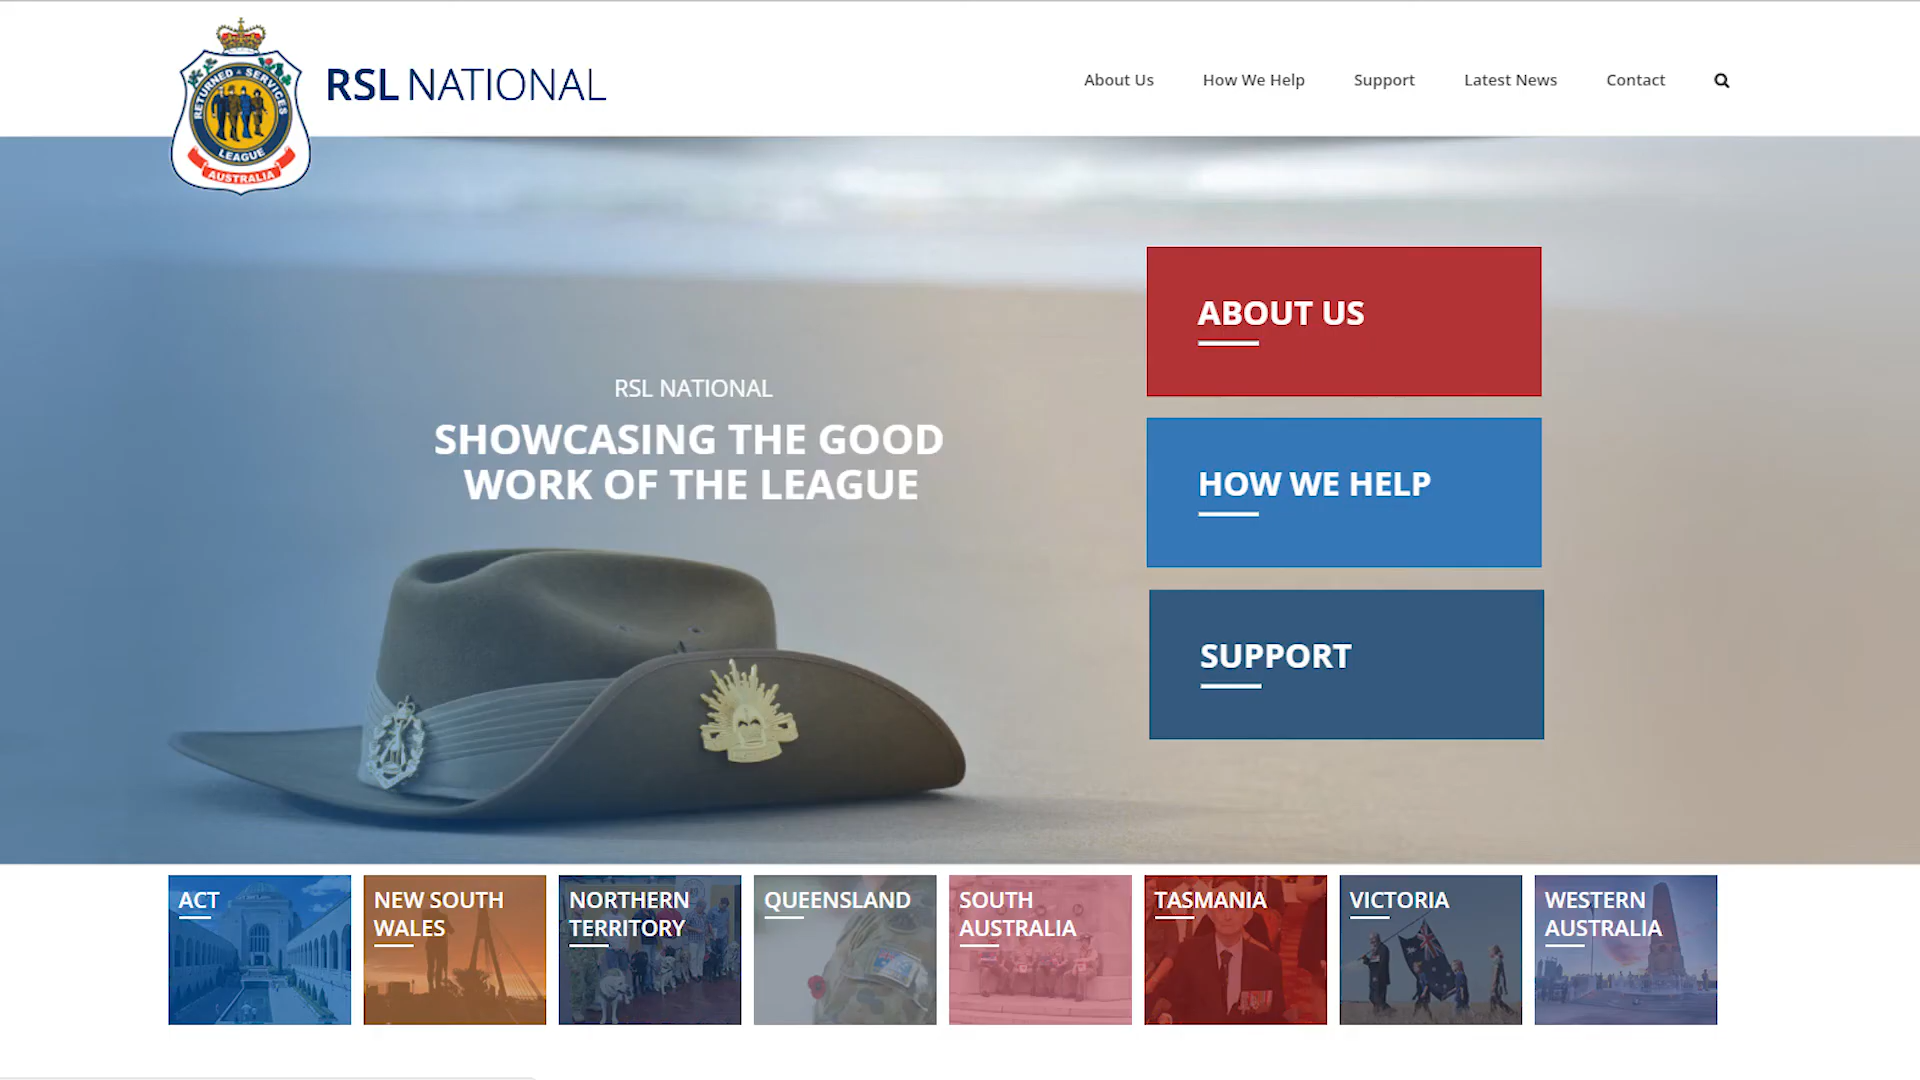 RETURNED & SERVICES
LEAGUE
AUSTRALIA
RSL NATIONAL
About Us
How We Help
Support
Latest News
Contact
RSL NATIONAL
SHOWCASING THE GOOD
WORK OF THE LEAGUE
ABOUT US
HOW WE HELP
SUPPORT
ACT
NEW SOUTH
WALES
NORTHERN
TERRITORY
QUEENSLAND
SOUTH
AUSTRALIA
TASMANIA
VICTORIA
WESTERN
AUSTRALIA